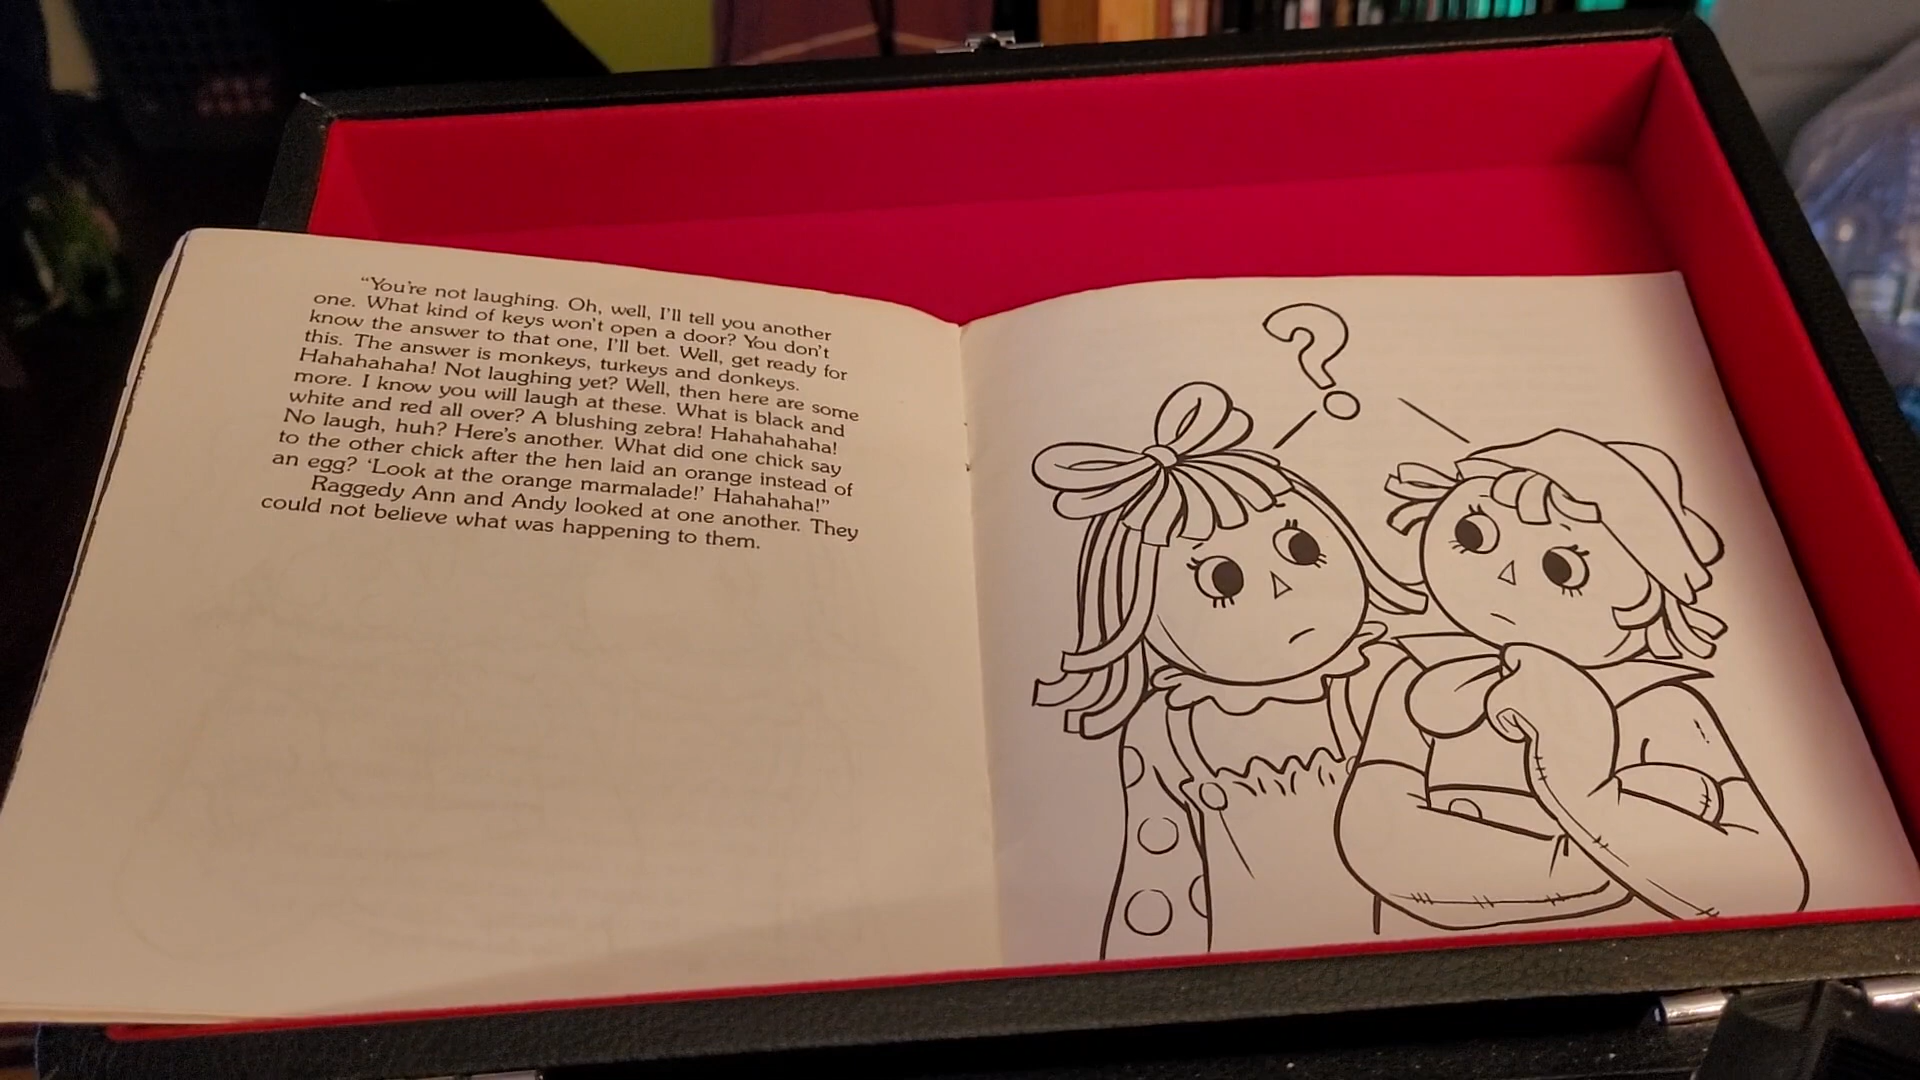 "You're not laughing. Oh, well, I'll tell you another
one. What kind of keys won't open a door? You don't
know the answer to that one, I'll bet. Well, get ready for
this. The answer is monkeys, turkeys and donkeys.
Hahahahaha! Not laughing yet? Well, then here are some
more. I know you will laugh at these. What is black and
white and red all over? A blushing zebra! Hahahahaha!
No laugh, huh? Here's another. What did one chick say
to the other chick after the hen laid an orange instead of
an egg? 'Look at the orange marmalade!' Hahahaha!"
Raggedy Ann and Andy looked at one another. They
could not believe what was happening to them.
?